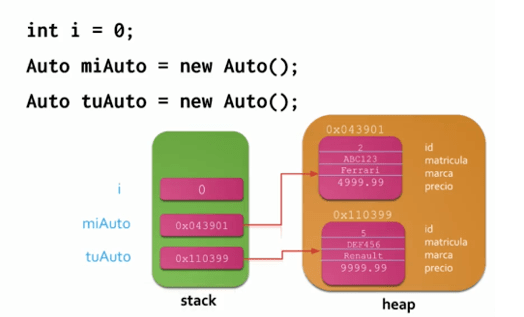 int i = 0;
Auto miAuto = new Auto();
Auto tuAuto = new Auto();
0x043901
2
ABC123
Ferrari
4999.99
id
matricula
marca
precio
i
0
miAuto
0x043901
tuAuto
0x110399
0x110399
5
DKF456
Renault
9999.99
id
matricula
marca
precio
stack
heap